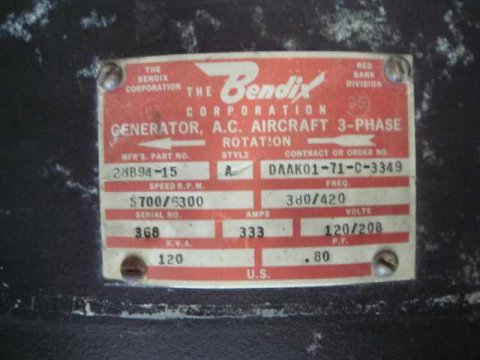 THE BENDIX CORPORATION
RED BANK DIVISION
THE Bendix
CORPORATION
GENERATOR, A.C. AIRCRAFT 3-PHASE
ROTATION
MFR'S. PART NO. STYLE CONTRACT OR ORDER NO.
28B94-15 A DAAK01-71-C-3349
SPEED R.P.M. FREQ.
5700/6300 380/420
SERIAL NO. AMPS VOLTS
368 333 120/208
K.V.A. P.F.
120 .80
U.S.